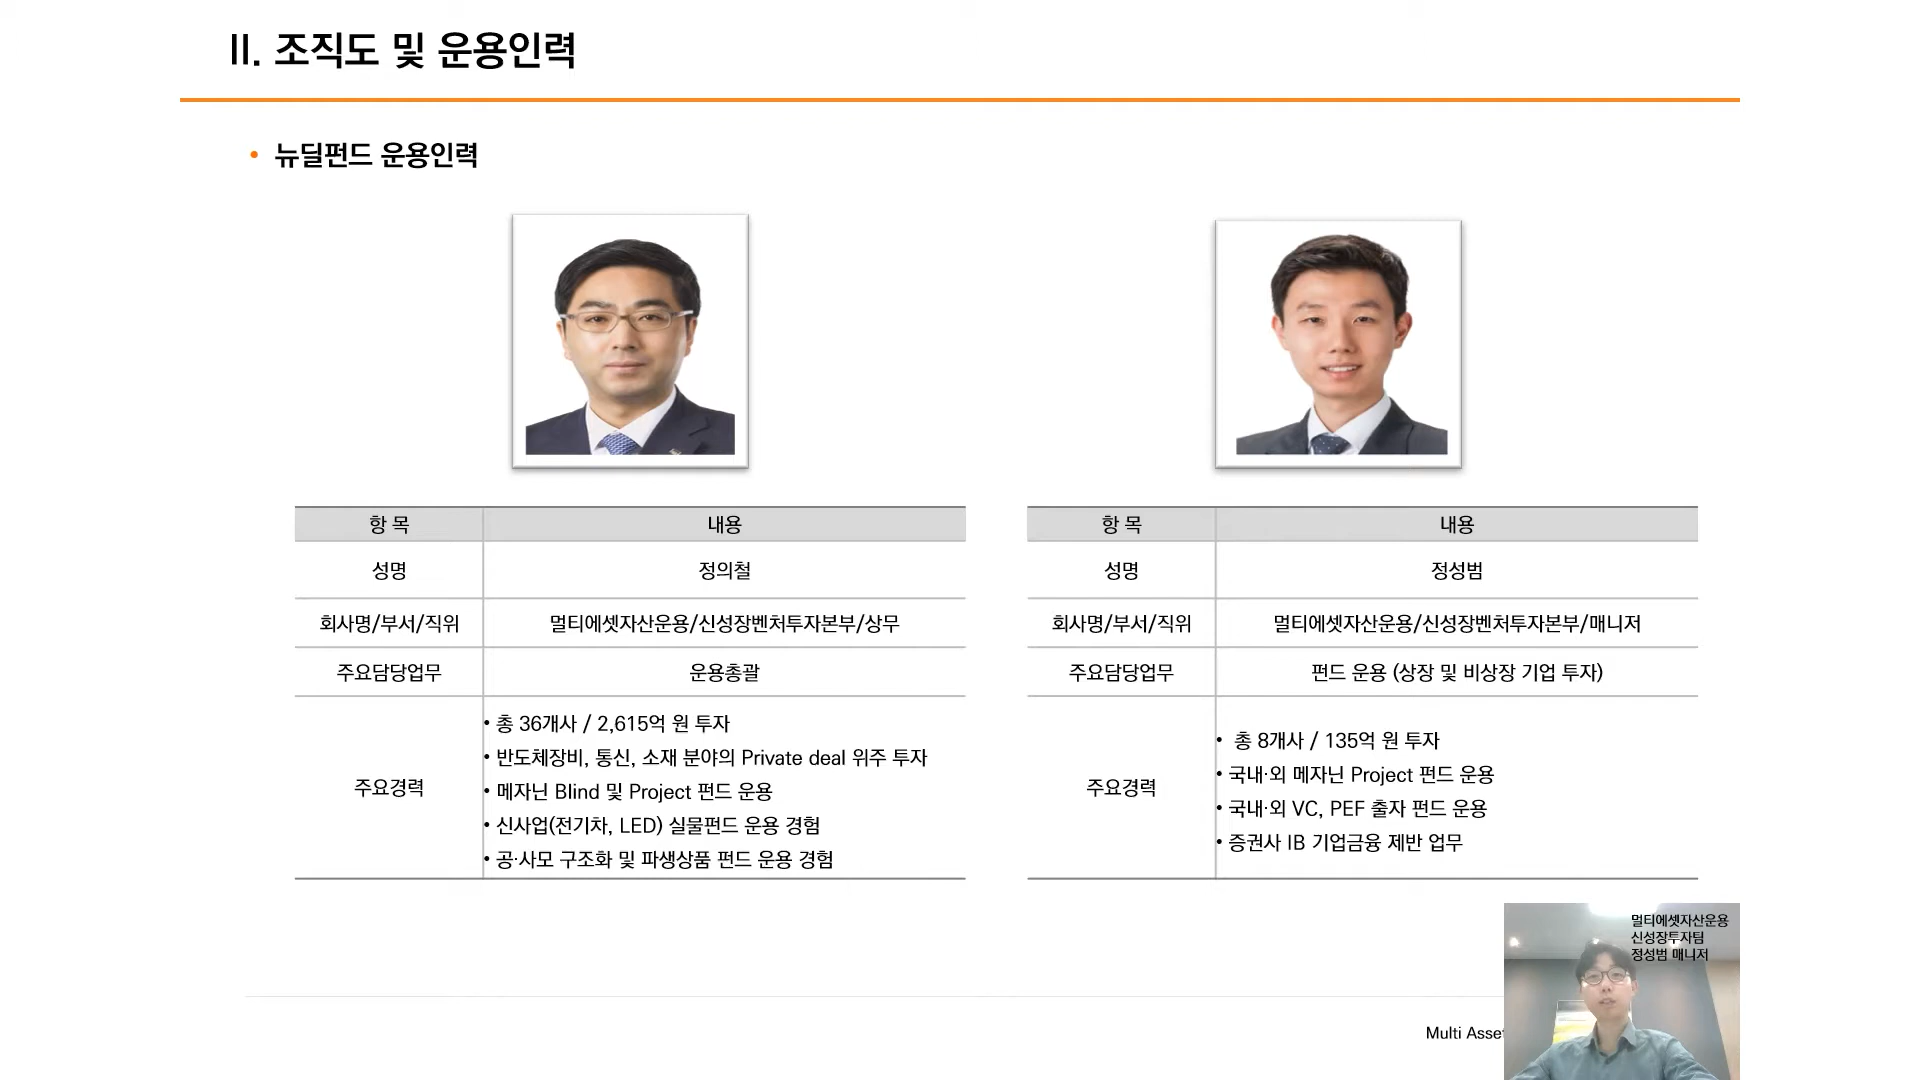 II. 조직도 및 운용인력
• 뉴딜펀드 운용인력
항 목 내용
성명 정의철
회사명/부서/직위 멀티에셋자산운용/신성장벤처투자본부/상무
주요담당업무 운용총괄
주요경력
• 총 36개사 / 2,615억 원 투자
• 반도체장비, 통신, 소재 분야의 Private deal 위주 투자
• 메자닌 Blind 및 Project 펀드 운용
• 신사업(전기차, LED) 실물펀드 운용 경험
• 공·사모 구조화 및 파생상품 펀드 운용 경험
항 목 내용
성명 정성범
회사명/부서/직위 멀티에셋자산운용/신성장벤처투자본부/매니저
주요담당업무 펀드 운용 (상장 및 비상장 기업 투자)
주요경력
• 총 8개사 / 135억 원 투자
• 국내·외 메자닌 Project 펀드 운용
• 국내·외 VC, PEF 출자 펀드 운용
• 증권사 IB 기업금융 제반 업무
멀티에셋자산운용
신성장투자팀
정성범 매니저
Multi Asset